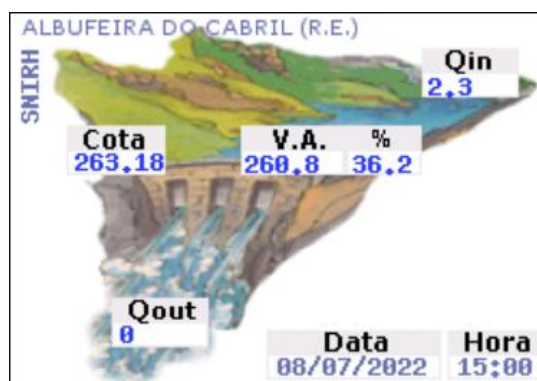 ALBUFEIRA DO CABRIL (R.E.)
SNIRH
Qin
2.3
Cota
263.18
V.A. %
260.8 36.2
Qout
0
Data Hora
08/07/2022 15:00